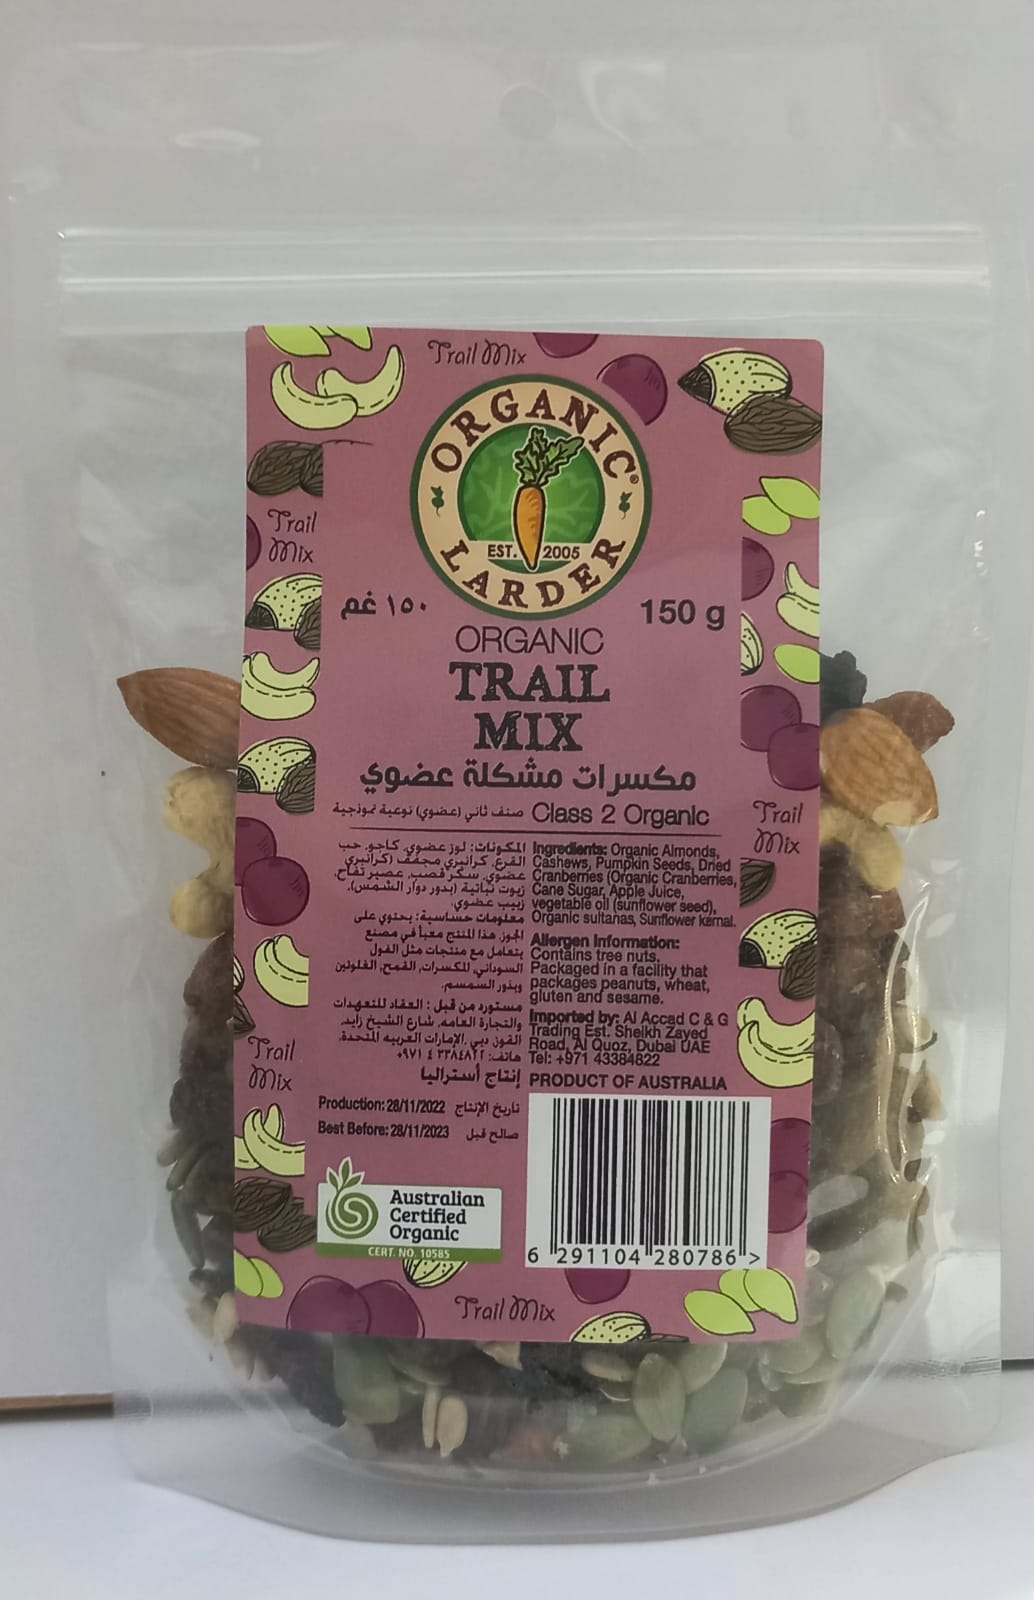 Trail Mix
ORGANIC®
EST. 2005
LARDER
Trail
Mix
١٥٠ غم
150 g
ORGANIC
TRAIL
MIX
مكسرات مشكلة عضوي
Class 2 Organic صنف ثاني (عضوي) نوعية نموذجية
Trail
Mix
Ingredients: Organic Almonds,
Cashews, Pumpkin Seeds, Dried
Cranberries (Organic Cranberries,
Cane Sugar, Apple Juice,
vegetable oil (sunflower seed),
Organic sultanas, Sunflower kernal.
Allergen Information:
Contains tree nuts.
Packaged in a facility that
packages peanuts, wheat,
gluten and sesame.
Imported by: Al Accad C & G
Trading Est. Sheikh Zayed
Road, Al Quoz, Dubai UAE
Tel: +971 43384822
PRODUCT OF AUSTRALIA
المكونات: لوز عضوي، كاجو، حب
القرع، كرانبري مجفف (كرانبري
عضوي، سكر قصب، عصير تفاح،
زيوت نباتية (بذور دوار الشمس)،
زبيب عضوي.
معلومات حساسية: يحتوي على
الجوز. هذا المنتج معبأ في مصنع
يتعامل مع منتجات مثل الفول
السوداني، للكسرات، القمح، الغلوتين
وبذور السمسم.
مستورد من قبل : العقاد للتعهدات
والتجارة العامه. شارع الشيخ زايد.
القوز دبي .الإمارات العربيه المتحدة.
هاتف: ٣٣٨٤٨٢٢ ٤ ٩٧١+
إنتاج أستراليا
Trail
Mix
Production: 28/11/2022 تاريخ الإنتاج
Best Before: 28/11/2023 صالح قبل
Australian
Certified
Organic
CERT. NO. 10585
6 291104 280786 >
Trail Mix